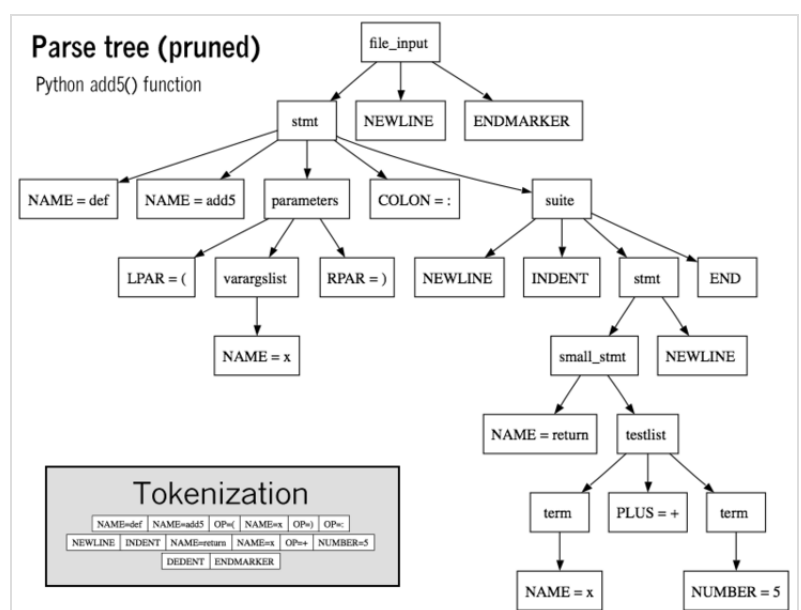 Parse tree (pruned)
Python add5() function
file_input
stmt
NEWLINE
ENDMARKER
NAME = def
NAME = add5
parameters
COLON = :
suite
LPAR = (
varargslist
RPAR = )
NEWLINE
INDENT
stmt
END
NAME = x
small_stmt
NEWLINE
NAME = return
testlist
term
PLUS = +
term
NAME = x
NUMBER = 5
Tokenization
NAME=def NAME=add5 OP=( NAME=x OP=) OP=:
NEWLINE INDENT NAME=return NAME=x OP=+ NUMBER=5
DEDENT ENDMARKER